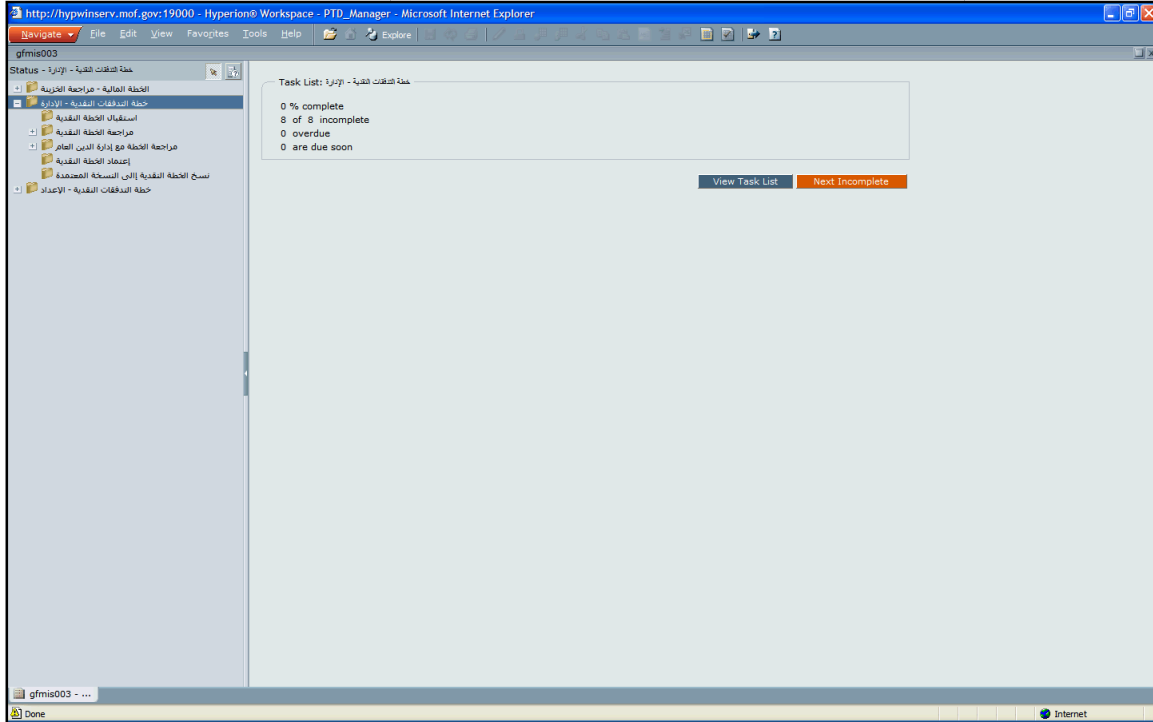 http://hypwinserv.mof.gov:19000 - Hyperion® Workspace - PTD_Manager - Microsoft Internet Explorer
Navigate File Edit View Favorites Tools Help Explore
gfmis003
Status - خطة التدفقات النقدية - الإدارة
الخطة المالية - مراجعة الخزينة
خطة التدفقات النقدية - الإدارة
استقبال الخطة النقدية
مراجعة الخطة النقدية
مراجعة الخطة مع إدارة الدين العام
إعتماد الخطة النقدية
نسخ الخطة النقدية إالى النسخة المعتمدة
خطة التدفقات النقدية - الإعداد
Task List: خطة التدفقات النقدية - الإدارة
0 % complete
8 of 8 incomplete
0 overdue
0 are due soon
View Task List Next Incomplete
gfmis003 - ...
Done Internet